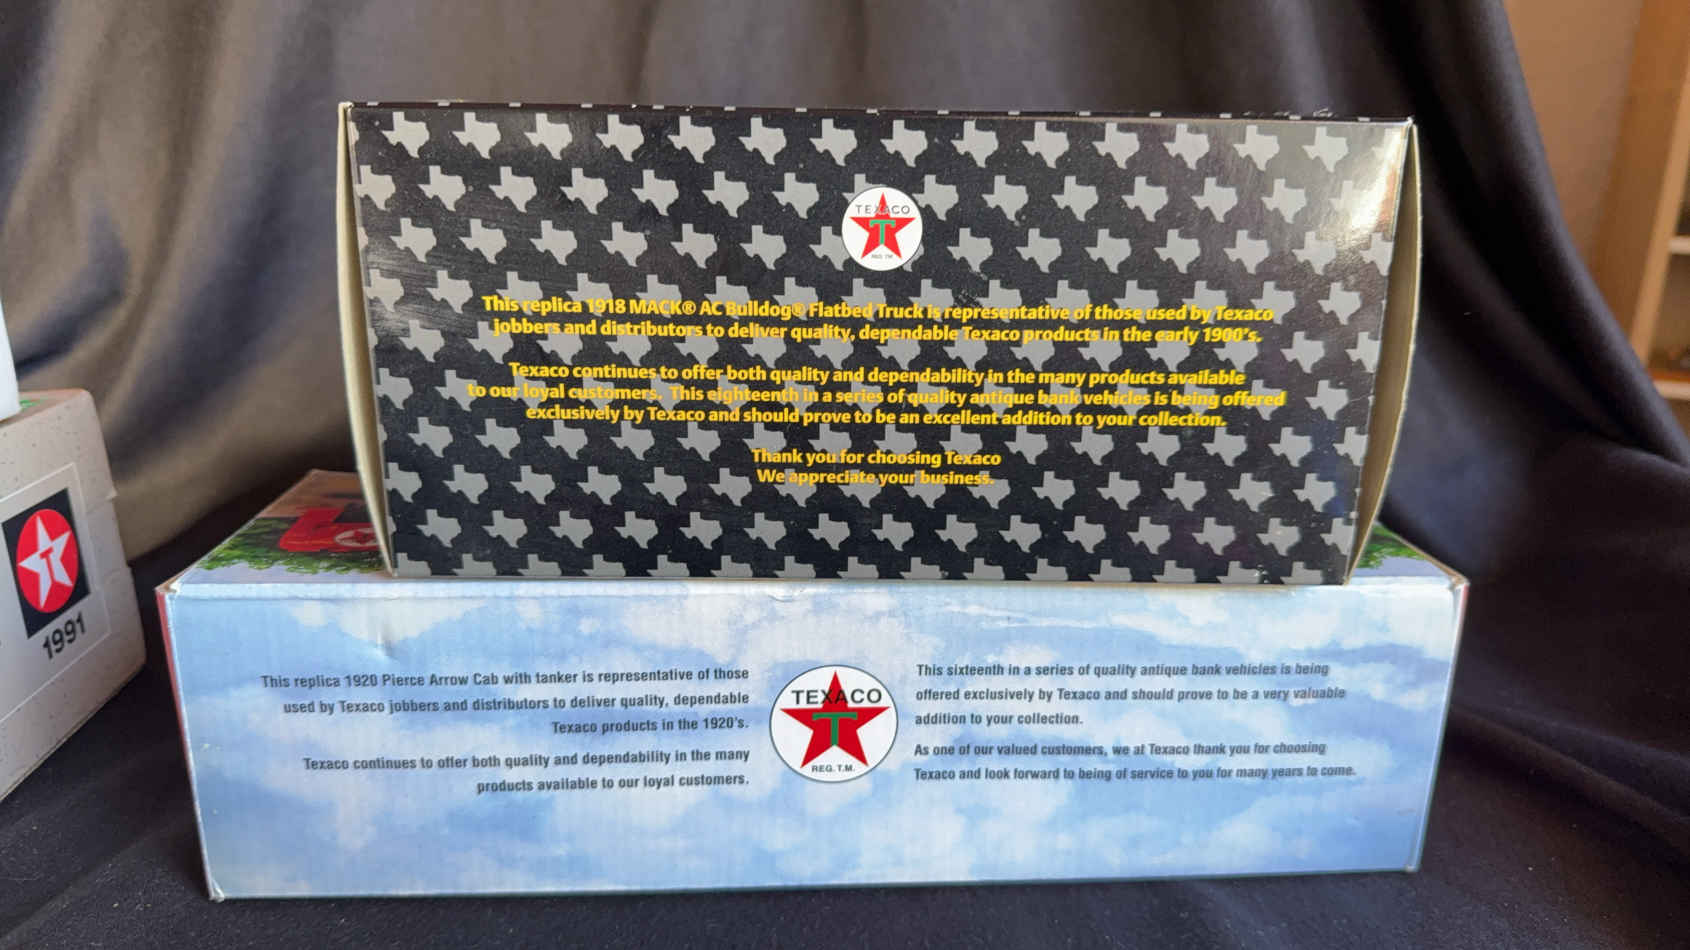 TEXACO
T
REG. T.M.
This replica 1918 MACK® AC Bulldog® Flatbed Truck is representative of those used by Texaco
jobbers and distributors to deliver quality, dependable Texaco products in the early 1900's.
Texaco continues to offer both quality and dependability in the many products available
to our loyal customers. This eighteenth in a series of quality antique bank vehicles is being offered
exclusively by Texaco and should prove to be an excellent addition to your collection.
Thank you for choosing Texaco
We appreciate your business.
T
1991
This replica 1920 Pierce Arrow Cab with tanker is representative of those
used by Texaco jobbers and distributors to deliver quality, dependable
Texaco products in the 1920's.
Texaco continues to offer both quality and dependability in the many
products available to our loyal customers.
TEXACO
T
REG. T.M.
This sixteenth in a series of quality antique bank vehicles is being
offered exclusively by Texaco and should prove to be a very valuable
addition to your collection.
As one of our valued customers, we at Texaco thank you for choosing
Texaco and look forward to being of service to you for many years to come.